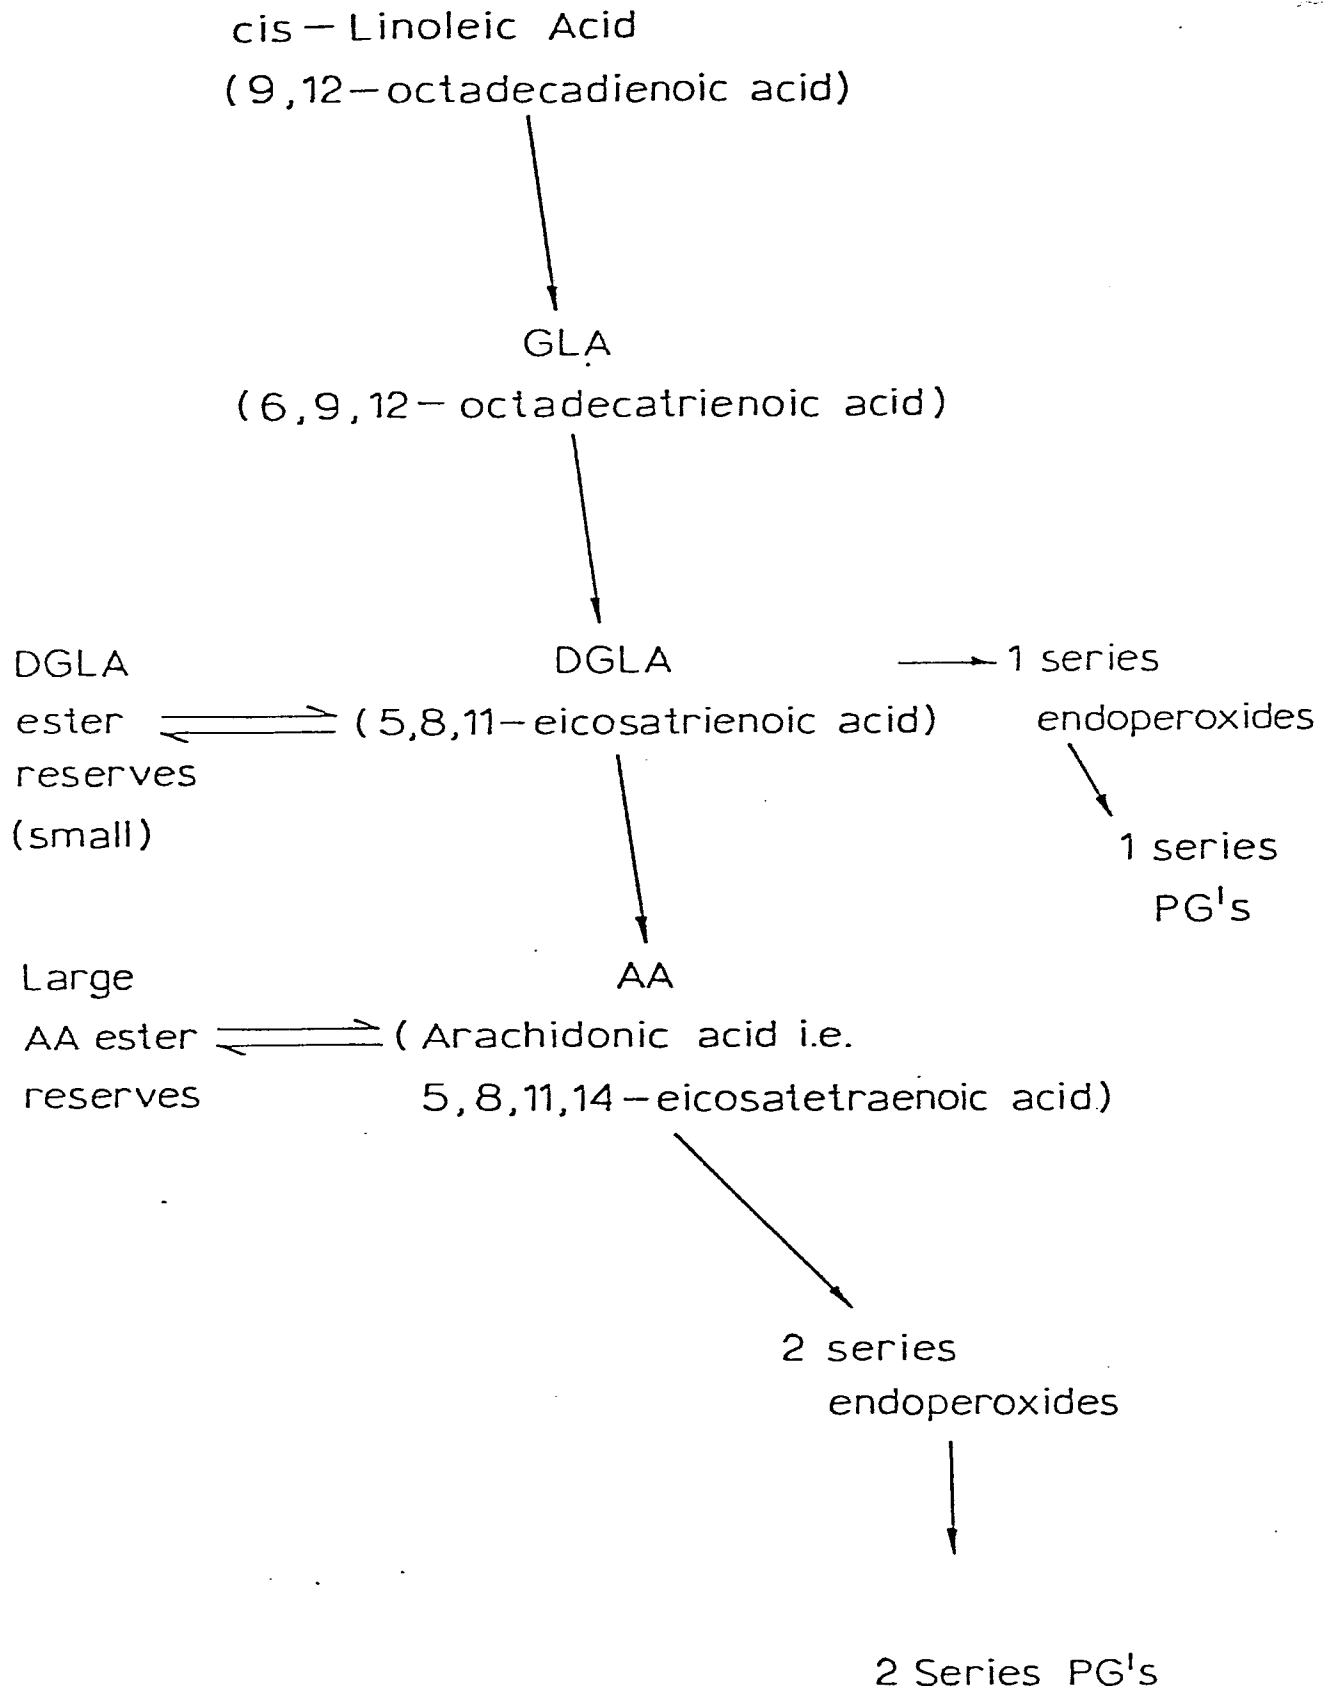 cis – Linoleic Acid
(9,12–octadecadienoic acid)
GLA
(6,9,12– octadecatrienoic acid)
DGLA
ester
reserves
(small)
DGLA
(5,8,11–eicosatrienoic acid)
1 series
endoperoxides
1 series
PG's
Large
AA ester
reserves
AA
( Arachidonic acid i.e.
5,8,11,14–eicosatetraenoic acid)
2 series
endoperoxides
2 Series PG's